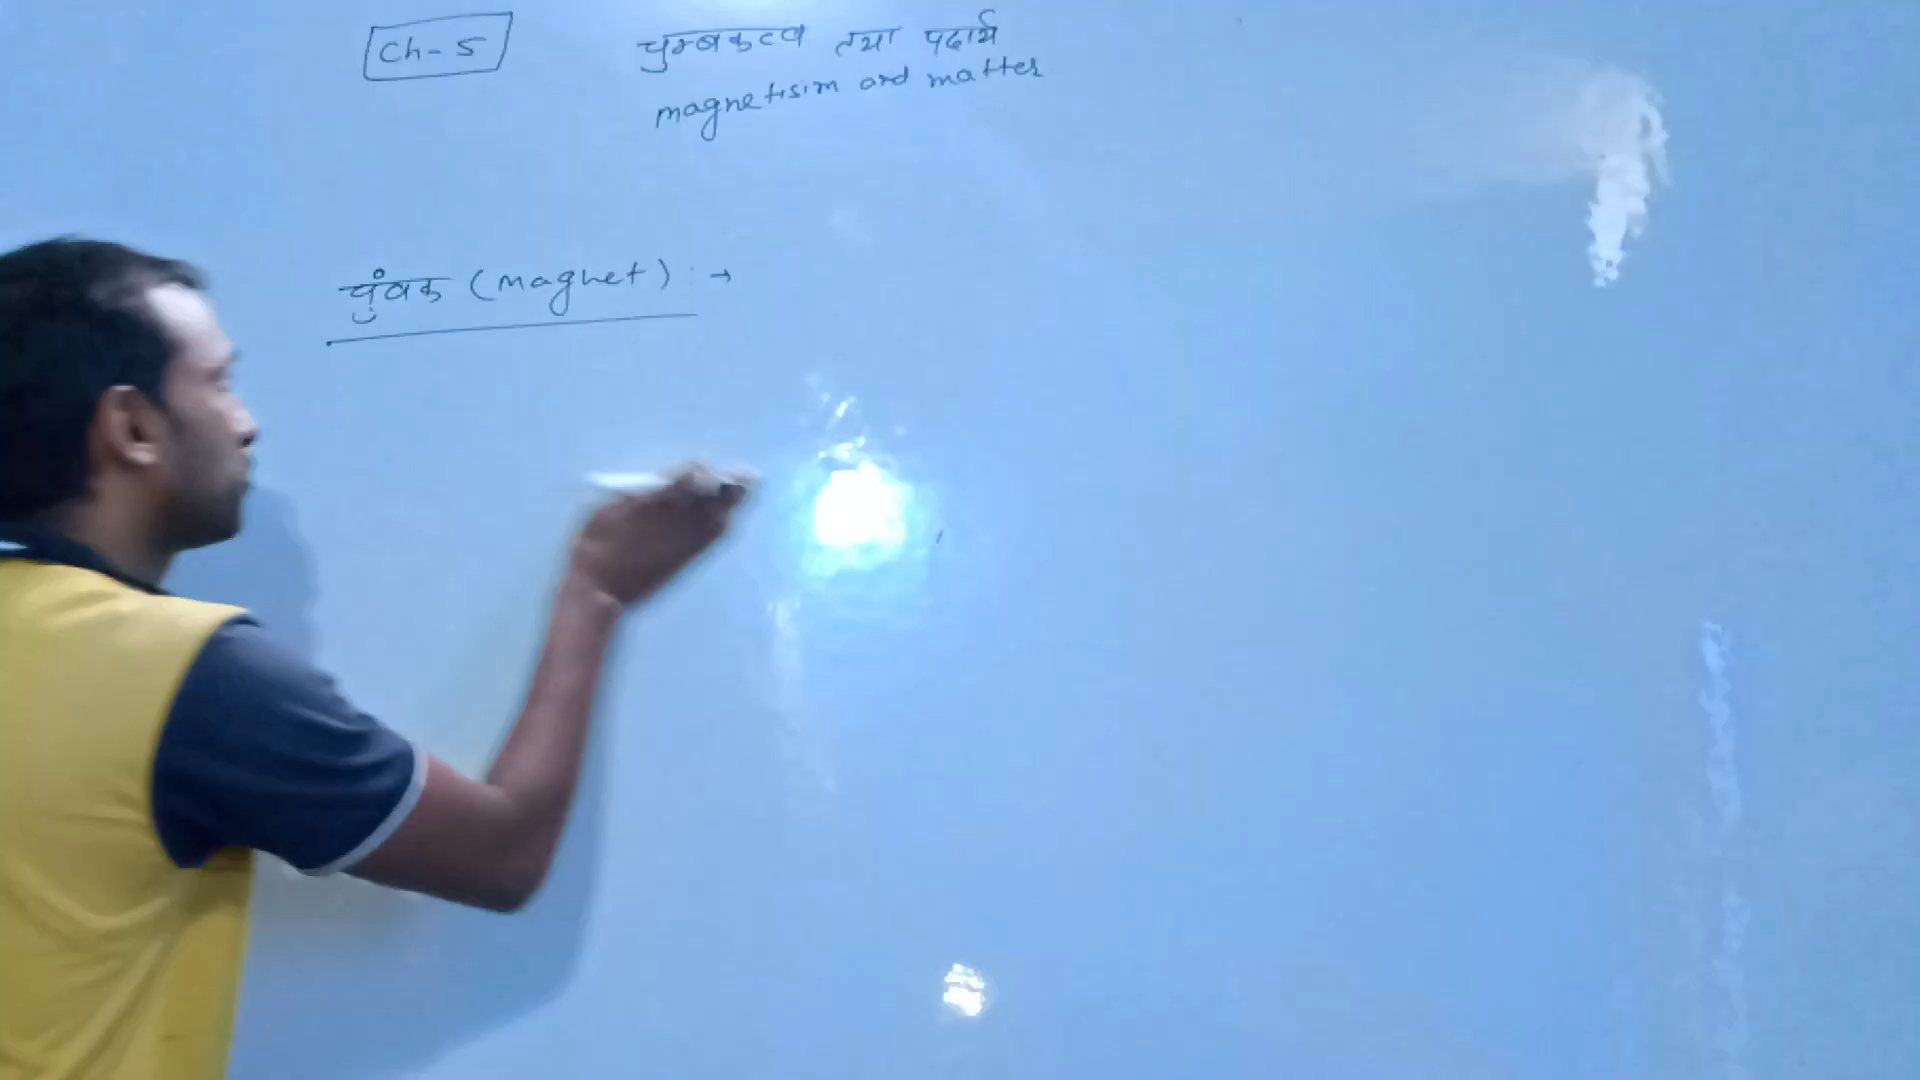 Ch - 5
चुम्बकत्व तथा पदार्थ
magnetisim and matter
चुंबक (magnet) →